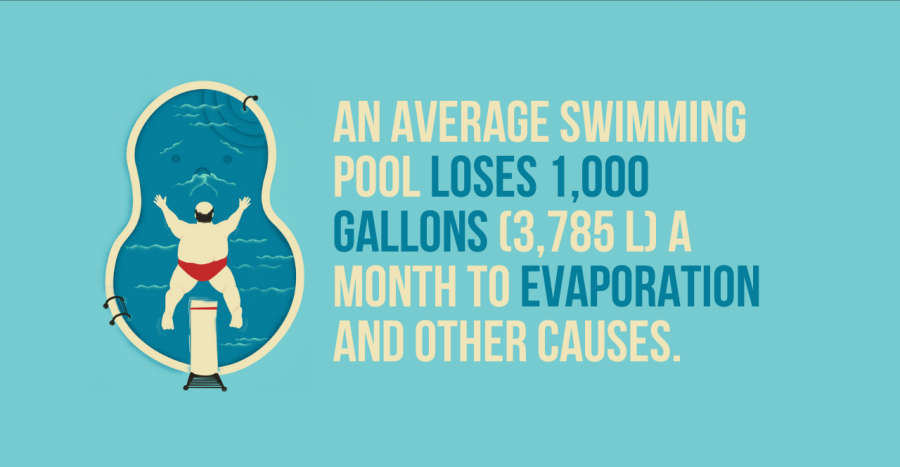 AN AVERAGE SWIMMING
POOL LOSES 1,000
GALLONS (3,785 L) A
MONTH TO EVAPORATION
AND OTHER CAUSES.